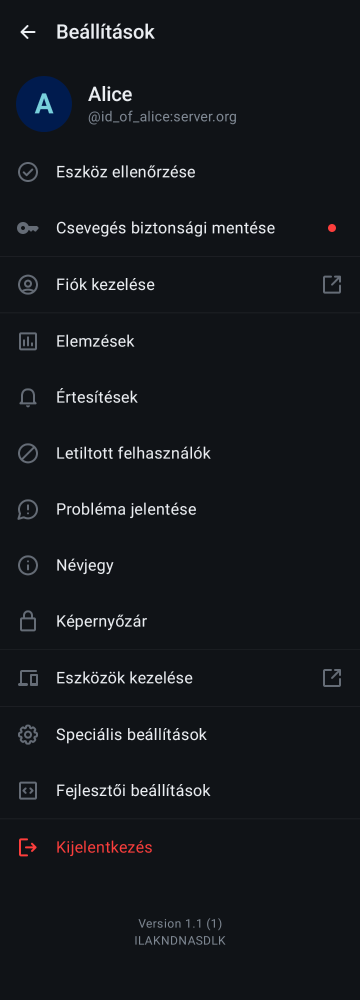 Beállítások
A
Alice
@id_of_alice:server.org
Eszköz ellenőrzése
Csevegés biztonsági mentése
Fiók kezelése
Elemzések
Értesítések
Letiltott felhasználók
Probléma jelentése
Névjegy
Képernyőzár
Eszközök kezelése
Speciális beállítások
Fejlesztői beállítások
Kijelentkezés
Version 1.1 (1)
ILAKNDNASDLK